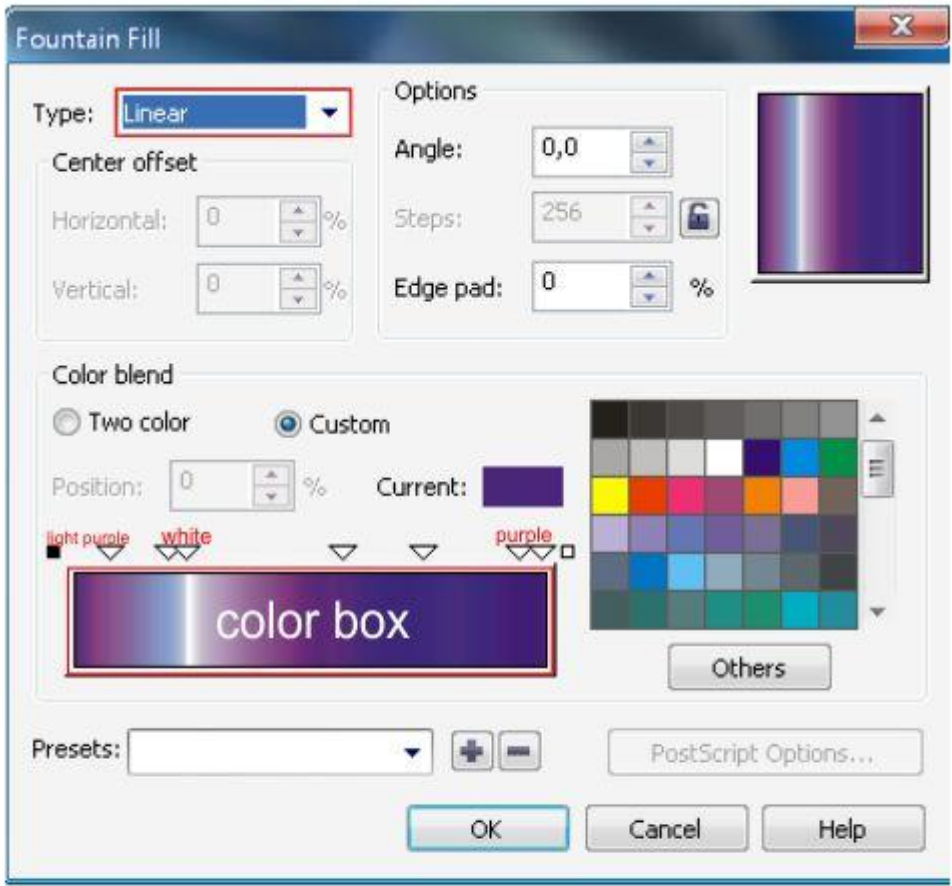 Fountain Fill
Type: Linear
Center offset
Horizontal: 0 %
Vertical: 0 %
Options
Angle: 0,0
Steps: 256
Edge pad: 0 %
Color blend
Two color Custom
Position: 0 % Current:
light purple white purple
color box
Others
Presets:
PostScript Options...
OK Cancel Help